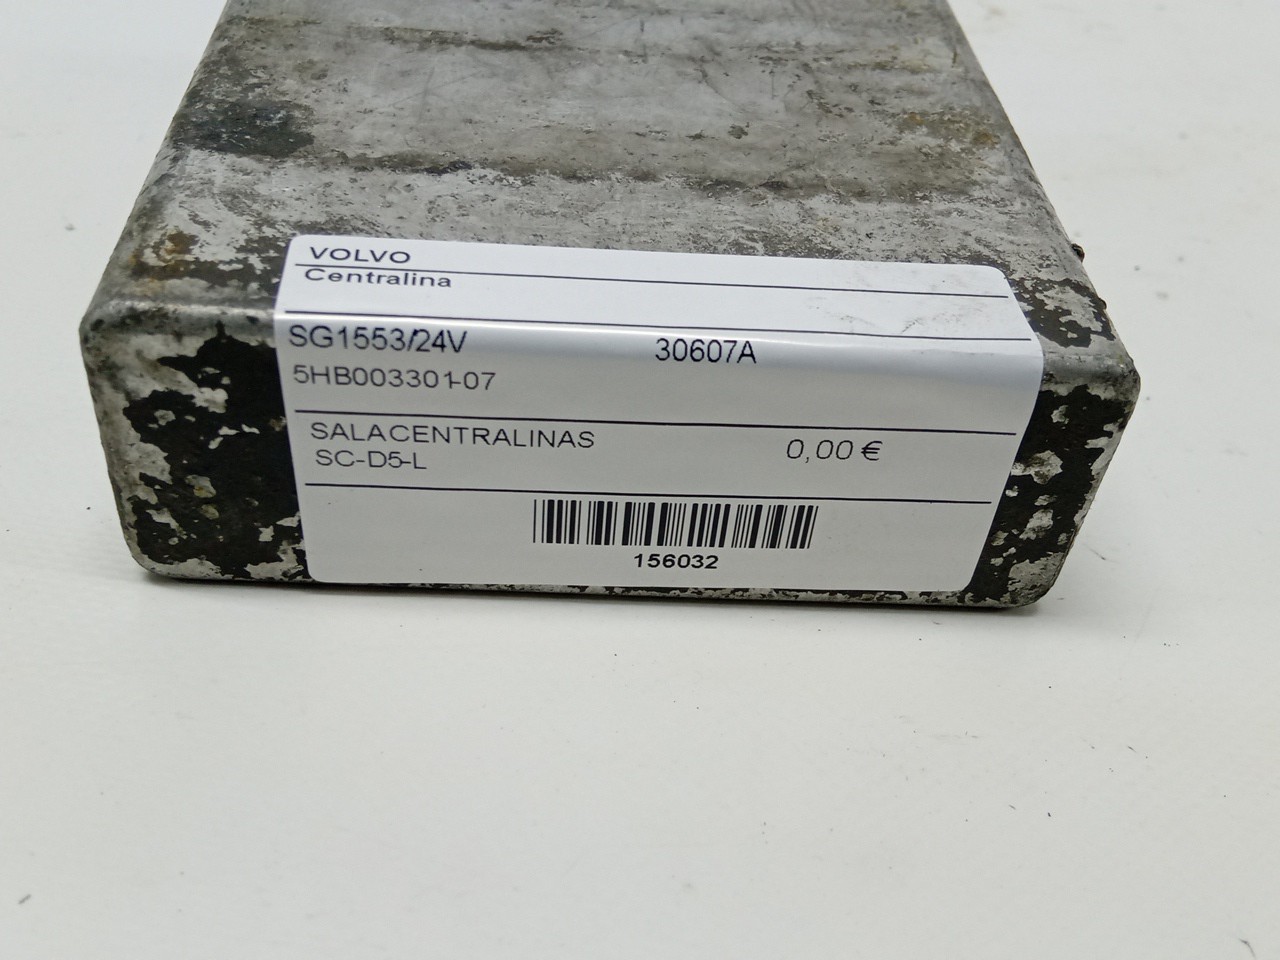 VOLVO
Centralina
SG1553/24V 30607A
5HB003301-07
SALACENTRALINAS 0,00 €
SC-D5-L
156032